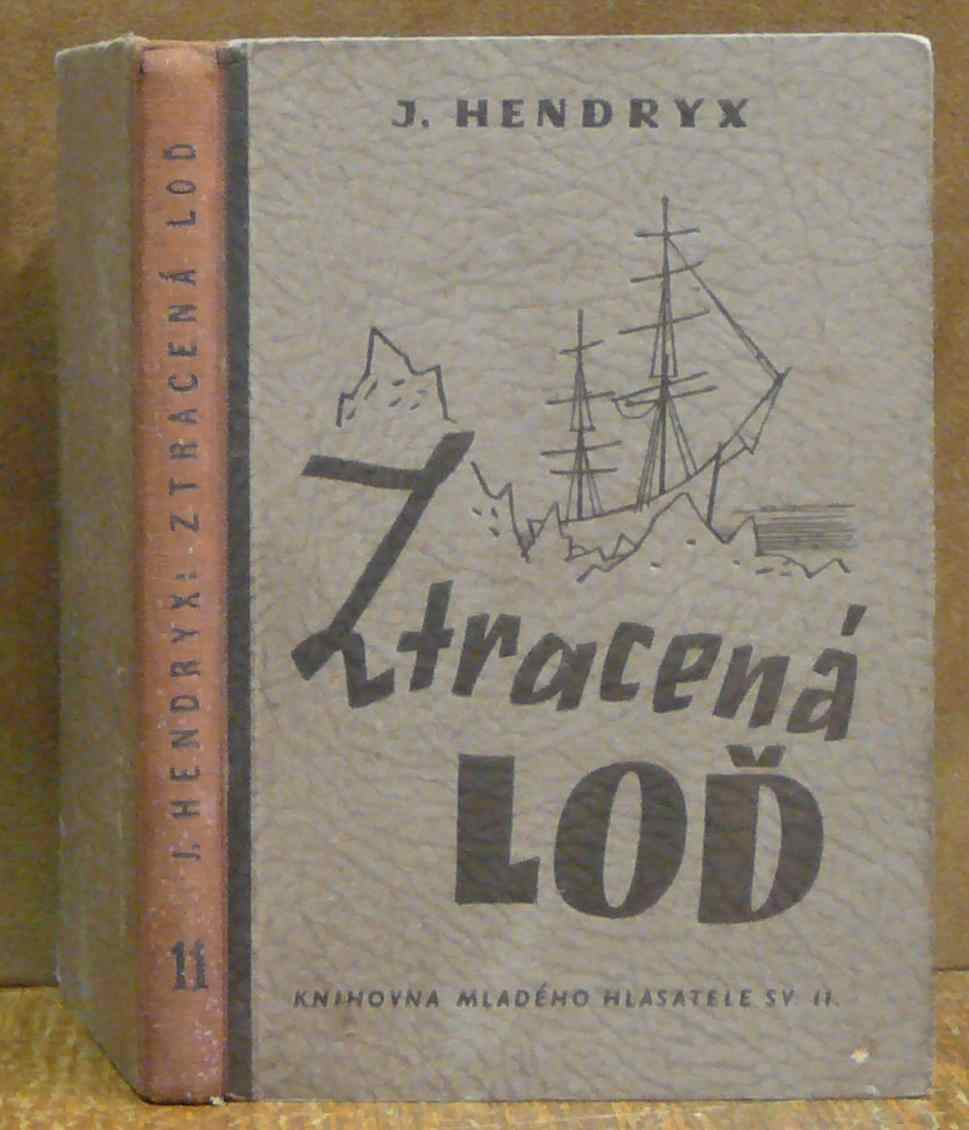 J. HENDRYX
Ztracená
LOĎ
KNIHOVNA MLADÉHO HLASATELE SV 11.
J. HENDRYX: ZTRACENÁ LOĎ
11